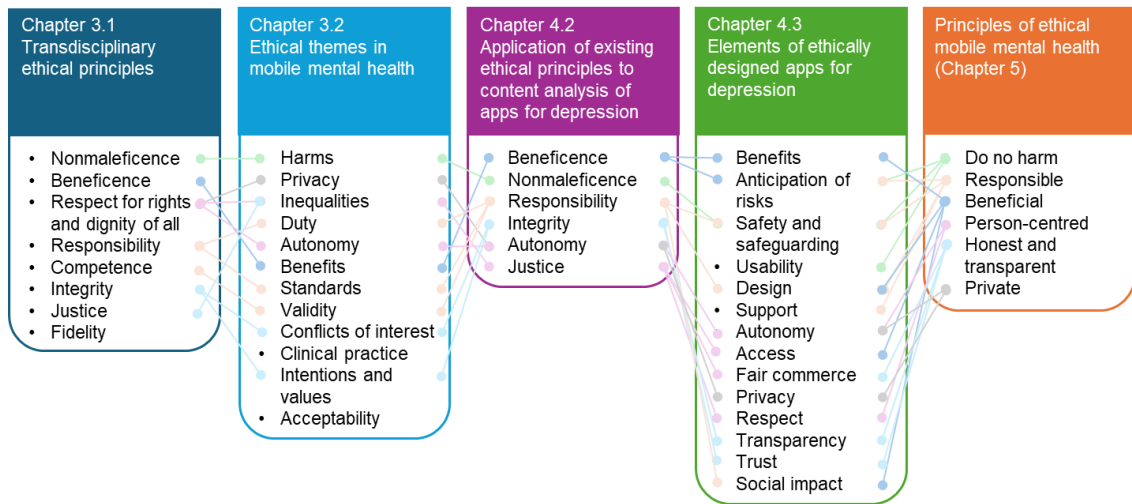 Chapter 3.1
Transdisciplinary
ethical principles
• Nonmaleficence
• Beneficence
• Respect for rights
and dignity of all
• Responsibility
• Competence
• Integrity
• Justice
• Fidelity
Chapter 3.2
Ethical themes in
mobile mental health
Harms
Privacy
Inequalities
Duty
Autonomy
Benefits
Standards
Validity
Conflicts of interest
• Clinical practice
Intentions and
values
• Acceptability
Chapter 4.2
Application of existing
ethical principles to
content analysis of
apps for depression
Beneficence
Nonmaleficence
Responsibility
Integrity
Autonomy
Justice
Chapter 4.3
Elements of ethically
designed apps for
depression
Benefits
Anticipation of
risks
Safety and
safeguarding
• Usability
Design
• Support
Autonomy
Access
Fair commerce
Privacy
Respect
Transparency
Trust
Social impact
Principles of ethical
mobile mental health
(Chapter 5)
Do no harm
Responsible
Beneficial
Person-centred
Honest and
transparent
Private